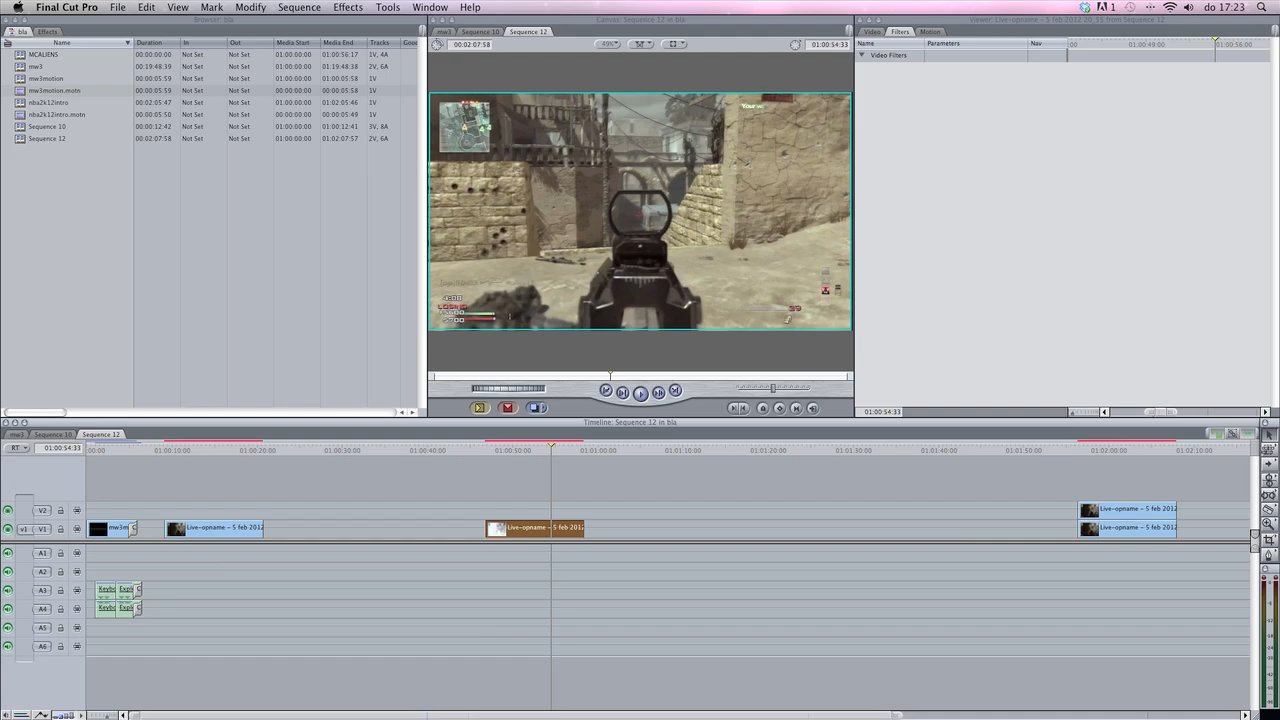 Final Cut Pro File Edit View Mark Modify Sequence Effects Tools Window Help 1 do 17:23
Browser: bla
bla Effects
Name Duration In Out Media Start Media End Tracks Good
MCALIENS 00:00:00:00 Not Set Not Set 01:00:00:00 01:00:56:17 1V, 4A
mw3 00:19:48:39 Not Set Not Set 01:00:00:00 01:19:48:38 2V, 6A
mw3motion 00:00:05:59 Not Set Not Set 01:00:00:00 01:00:05:58 1V
mw3motion.motn 00:00:05:59 Not Set Not Set 00:00:00:00 00:00:05:58 1V
nba2k12intro 00:02:05:47 Not Set Not Set 01:00:00:00 01:02:05:46 1V
nba2k12intro.motn 00:00:05:50 Not Set Not Set 00:00:00:00 00:00:05:49 1V
Sequence 10 00:00:12:42 Not Set Not Set 01:00:00:00 01:00:12:41 3V, 8A
Sequence 12 00:02:07:58 Not Set Not Set 01:00:00:00 01:02:07:57 2V, 6A
Canvas: Sequence 12 in bla
mw3 Sequence 10 Sequence 12
00:02:07:58 49% 01:00:54:33
Viewer: Live-opname – 5 feb 2012 20_55 from Sequence 12
Video Filters Motion
Name Parameters Nav :00 01:00:49:00 01:00:56:00
Video Filters
01:00:54:33
Timeline: Sequence 12 in bla
mw3 Sequence 10 Sequence 12
RT 01:00:54:33 00:00 01:00:10:00 01:00:20:00 01:00:30:00 01:00:40:00 01:00:50:00 01:01:00:00 01:01:10:00 01:01:20:00 01:01:30:00 01:01:40:00 01:01:50:00 01:02:00:00 01:02:10:00
V2 Live-opname – 5 feb 2012
v1 V1 mw3m Live-opname – 5 feb 2012 Live-opname – 5 feb 2012 Live-opname – 5 feb 2012
A1
A2
A3 Keybo Expl
A4 Keybo Expl
A5
A6